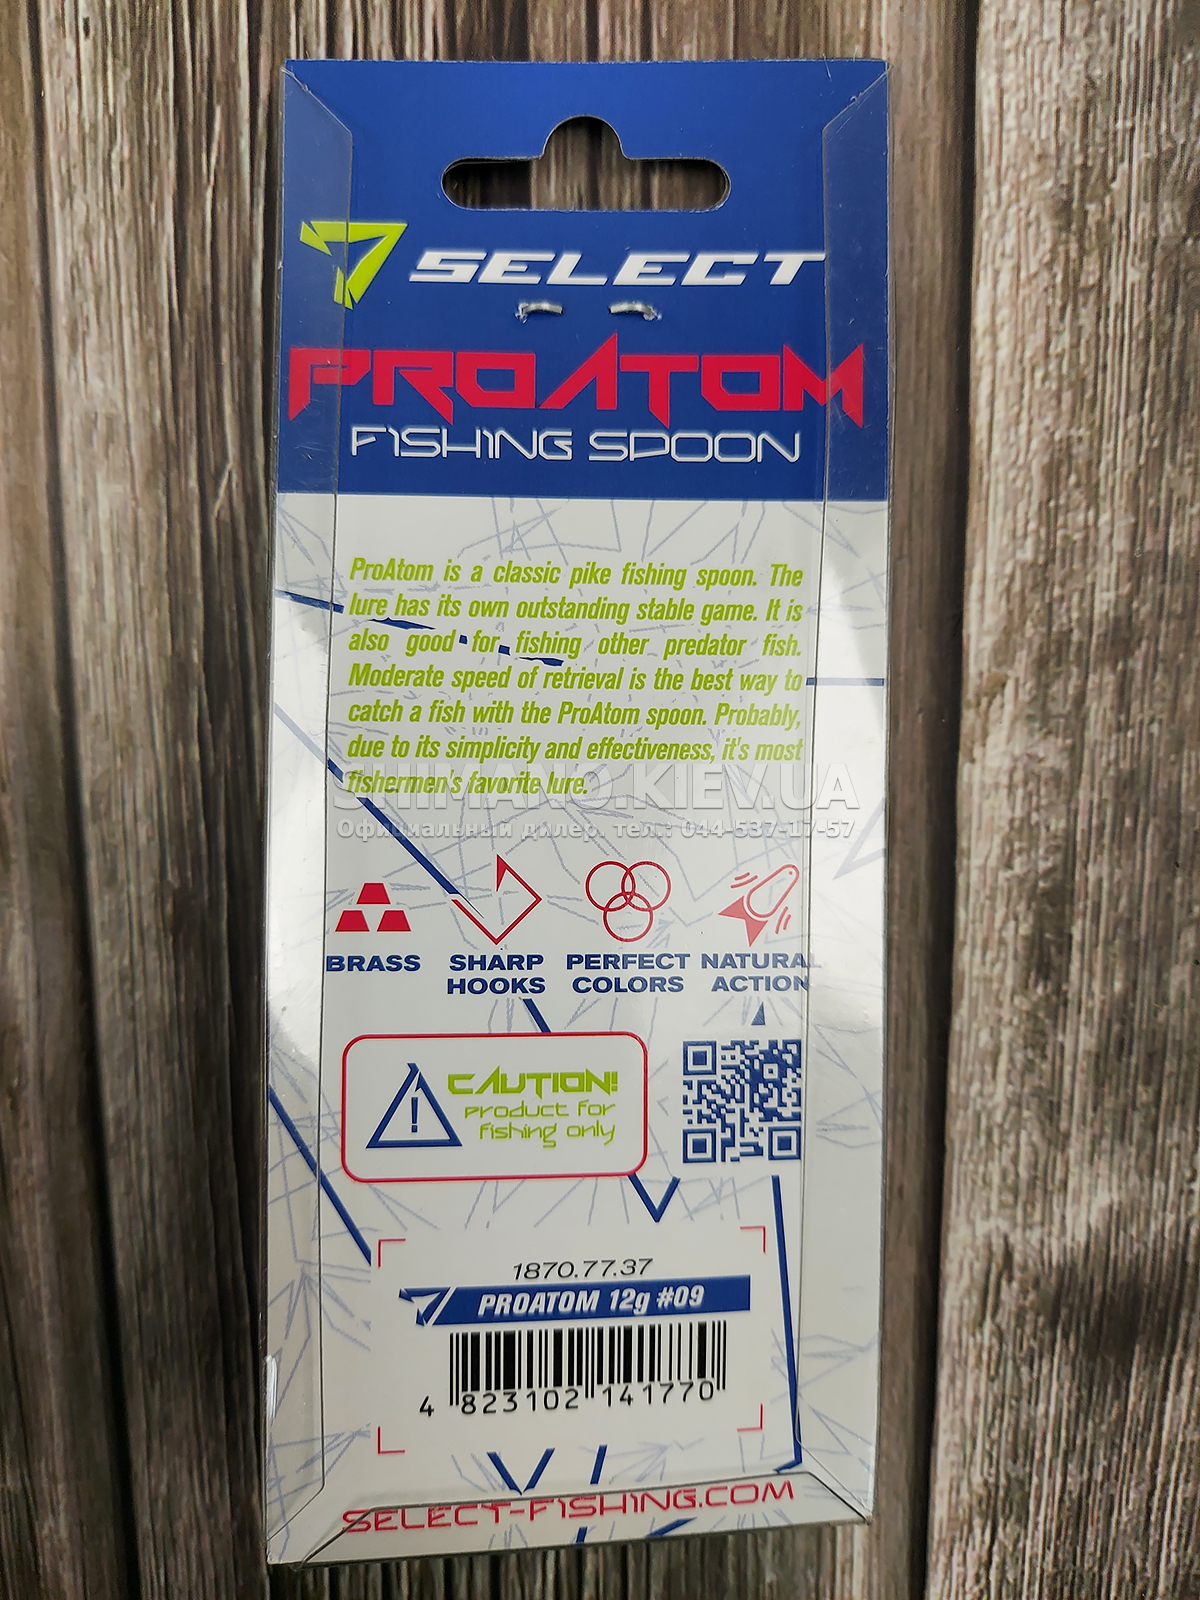 SELECT
PROATOM
FISHING SPOON
ProAtom is a classic pike fishing spoon. The
lure has its own outstanding stable game. It is
also good for fishing other predator fish.
Moderate speed of retrieval is the best way to
catch a fish with the ProAtom spoon. Probably,
due to its simplicity and effectiveness, it's most
fishermen's favorite lure.
SHIMANO.KIEV.UA
Официальный дилер. тел.: 044-537-17-57
BRASS SHARP HOOKS PERFECT COLORS NATURAL ACTION
CAUTION!
product for
fishing only
1870.77.37
PROATOM 12g #09
4 823102 141770
SELECT-FISHING.COM